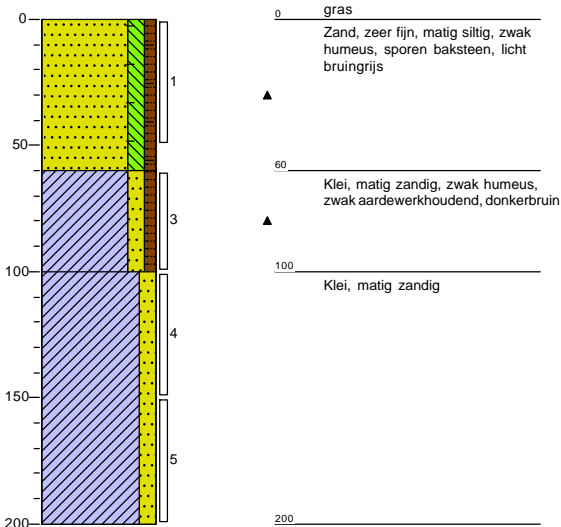 0
0
gras
Zand, zeer fijn, matig siltig, zwak
humeus, sporen baksteen, licht
bruingrijs
1
50
60
Klei, matig zandig, zwak humeus,
zwak aardewerkhoudend, donkerbruin
3
100
100
Klei, matig zandig
4
150
5
200
200